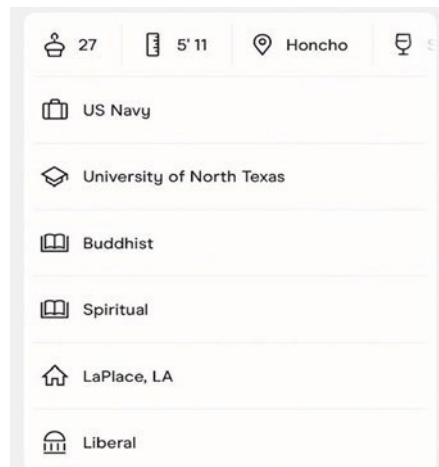 27 5' 11 Honcho
US Navy
University of North Texas
Buddhist
Spiritual
LaPlace, LA
Liberal